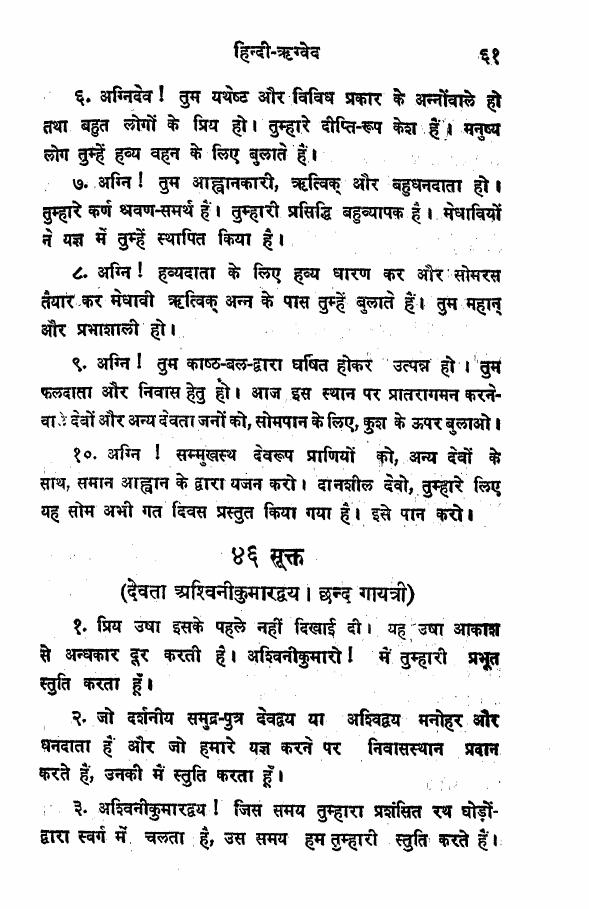 हिन्दी-ऋग्वेद ६१
६. अग्निदेव ! तुम यथेष्ट और विविध प्रकार के अन्नोंवाले हो
तथा बहुत लोगों के प्रिय हो। तुम्हारे दीप्ति-रूप केश हैं। मनुष्य
लोग तुम्हें हव्य वहन के लिए बुलाते हैं।
७. अग्नि ! तुम आह्वानकारी, ऋत्विक् और बहुधनदाता हो।
तुम्हारे कर्ण श्रवण-समर्थ हैं। तुम्हारी प्रसिद्धि बहुव्यापक है। मेधावियों
ने यज्ञ में तुम्हें स्थापित किया है।
८. अग्नि ! हव्यदाता के लिए हव्य धारण कर और सोमरस
तैयार कर मेधावी ऋत्विक् अन्न के पास तुम्हें बुलाते हैं। तुम महान्
और प्रभाशाली हो।
९. अग्नि ! तुम काष्ठ-बल-द्वारा घर्षित होकर उत्पन्न हो। तुम
फलदाता और निवास हेतु हो। आज इस स्थान पर प्रातरागमन करने-
देवों और अन्य देवता जनों को, सोमपान के लिए, कुश के ऊपर बुलाओ।
१०. अग्नि ! सम्मुखस्थ देवरूप प्राणियों को, अन्य देवों के
साथ, समान आह्वान के द्वारा यजन करो। दानशील देवो, तुम्हारे लिए
यह सोम अभी गत दिवस प्रस्तुत किया गया है। इसे पान करो।
४६ सूक्त
(देवता अश्विनीकुमारद्वय। छन्द गायत्री)
१. प्रिय उषा इसके पहले नहीं दिखाई दी। यह उषा आकाश
से अन्धकार दूर करती है। अश्विनीकुमारो ! मैं तुम्हारी प्रभूत
स्तुति करता हूँ।
२. जो दर्शनीय समुद्र-पुत्र देवद्वय या अश्विद्वय मनोहर और
धनदाता हैं और जो हमारे यज्ञ करने पर निवासस्थान प्रदान
करते हैं, उनकी मैं स्तुति करता हूँ।
३. अश्विनीकुमारद्वय ! जिस समय तुम्हारा प्रशंसित रथ घोड़ों-
द्वारा स्वर्ग में चलता है, उस समय हम तुम्हारी स्तुति करते हैं।